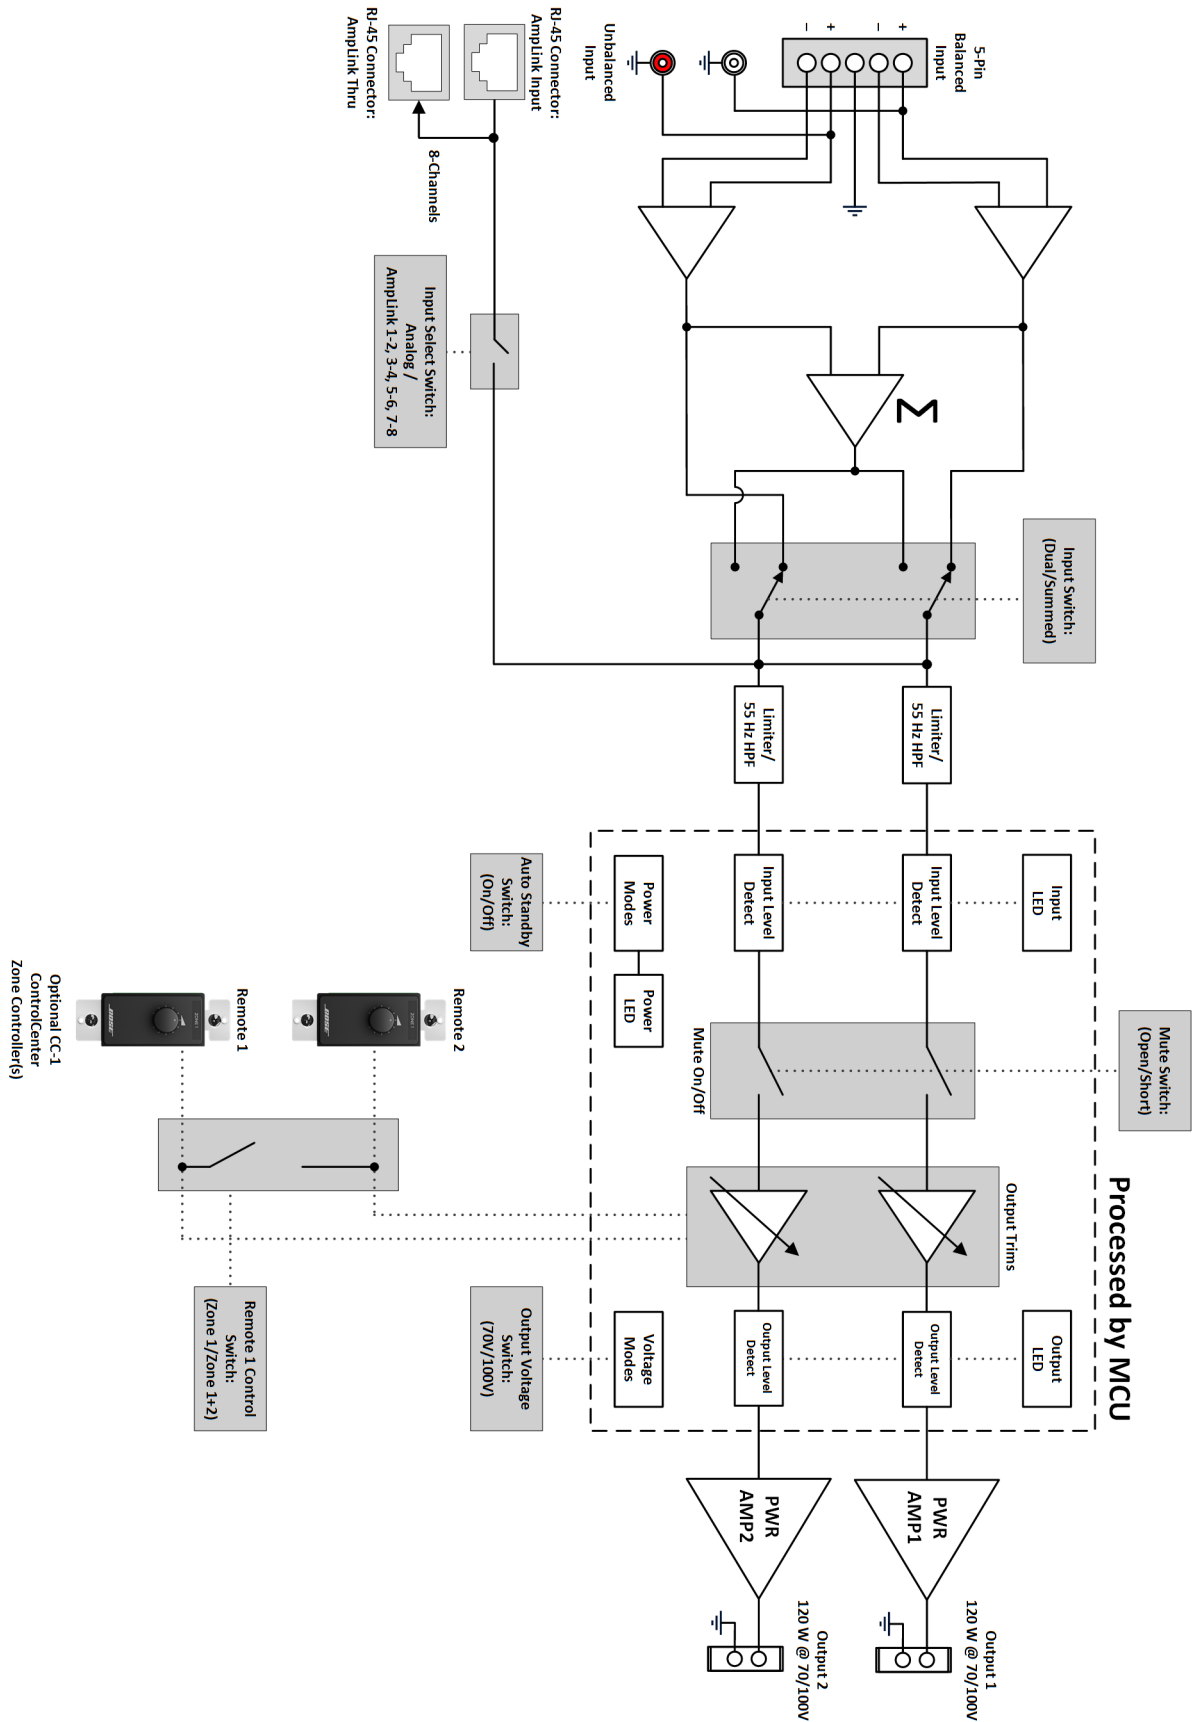 5-Pin
Balanced
Input
+
−
+
−
Unbalanced
Input
RJ-45 Connector:
AmpLink Input
RJ-45 Connector:
AmpLink Thru
8-Channels
Input Select Switch:
Analog /
AmpLink 1-2, 3-4, 5-6, 7-8
Σ
Input Switch:
(Dual/Summed)
Limiter/
55 Hz HPF
Limiter/
55 Hz HPF
Processed by MCU
Input
LED
Input Level
Detect
Input Level
Detect
Power
Modes
Power
LED
Auto Standby
Switch:
(On/Off)
Mute Switch:
(Open/Short)
Mute On/Off
Output Trims
Output
LED
Output Level
Detect
Output Level
Detect
Voltage
Modes
Output Voltage
Switch:
(70V/100V)
Remote 2
ZONE 1
BOSE
Remote 1
ZONE 1
BOSE
Optional CC-1
ControlCenter
Zone Controller(s)
Remote 1 Control
Switch:
(Zone 1/Zone 1+2)
PWR
AMP1
PWR
AMP2
Output 1
120 W @ 70/100V
Output 2
120 W @ 70/100V